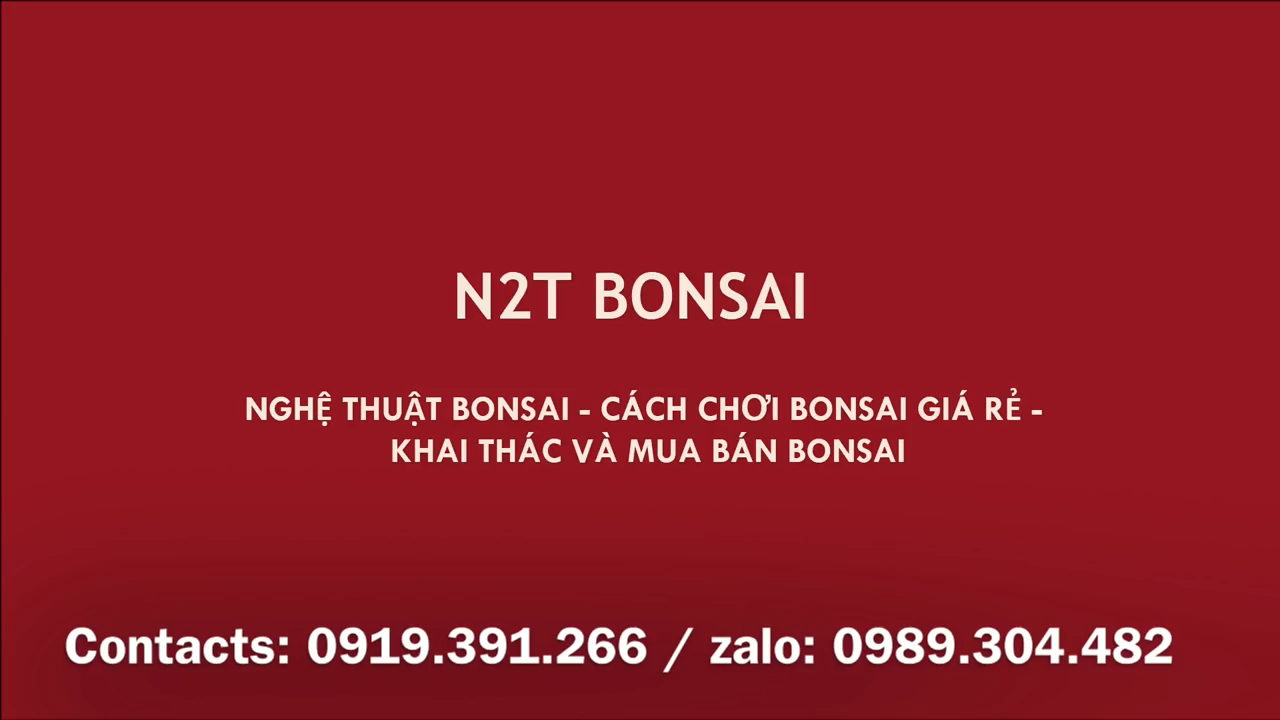 N2T BONSAI
NGHỆ THUẬT BONSAI - CÁCH CHƠI BONSAI GIÁ RẺ -
KHAI THÁC VÀ MUA BÁN BONSAI
Contacts: 0919.391.266 / zalo: 0989.304.482